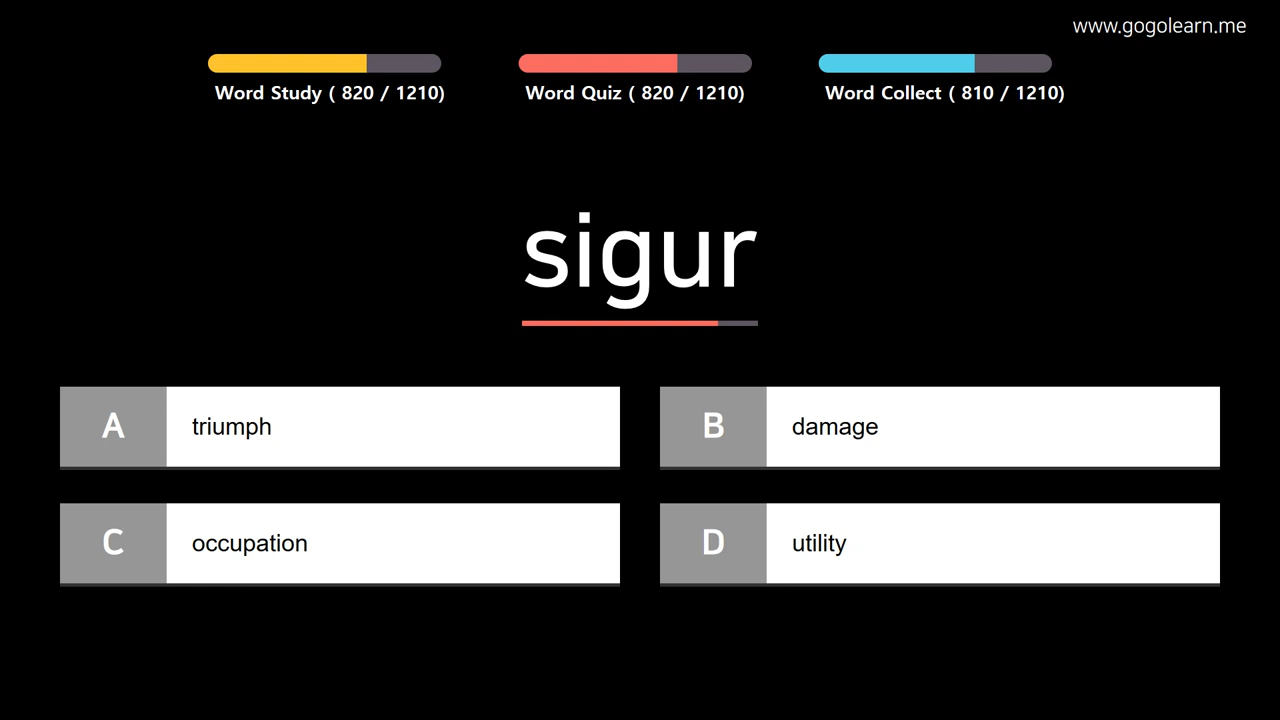 www.gogolearn.me
Word Study ( 820 / 1210)
Word Quiz ( 820 / 1210)
Word Collect ( 810 / 1210)
sigur
A
triumph
B
damage
C
occupation
D
utility